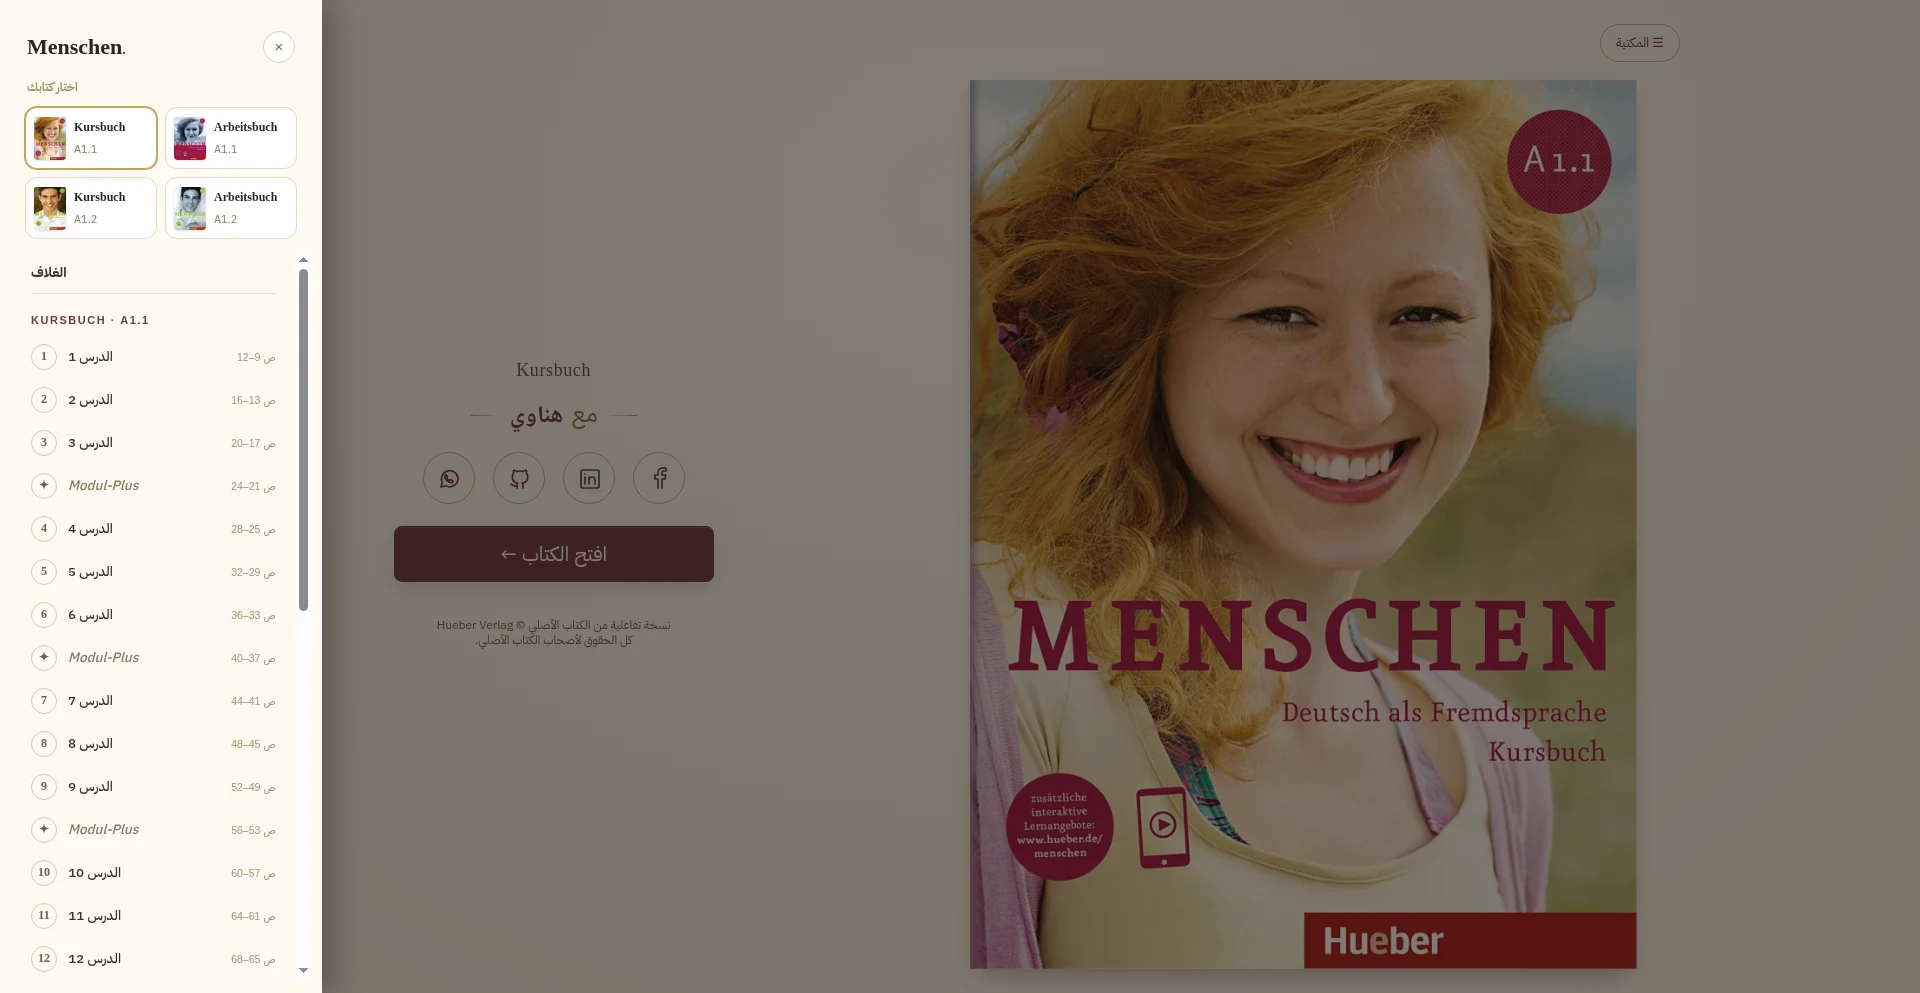 Menschen.
×
اختار كتابك
Kursbuch
A1.1
Arbeitsbuch
A1.1
Kursbuch
A1.2
Arbeitsbuch
A1.2
الغلاف
KURSBUCH · A1.1
1 الدرس 1 ص 9–12
2 الدرس 2 ص 13–16
3 الدرس 3 ص 17–20
✦ Modul-Plus ص 21–24
4 الدرس 4 ص 25–28
5 الدرس 5 ص 29–32
6 الدرس 6 ص 33–36
✦ Modul-Plus ص 37–40
7 الدرس 7 ص 41–44
8 الدرس 8 ص 45–48
9 الدرس 9 ص 49–52
✦ Modul-Plus ص 53–56
10 الدرس 10 ص 57–60
11 الدرس 11 ص 61–64
12 الدرس 12 ص 65–68
☰ المكتبة
Kursbuch
مع هناوي
افتح الكتاب ←
نسخة تفاعلية من الكتاب الأصلي © Hueber Verlag
كل الحقوق لأصحاب الكتاب الأصلي.
A 1.1
MENSCHEN
Deutsch als Fremdsprache
Kursbuch
zusätzliche
interaktive
Lernangebote:
www.hueber.de/
menschen
Hueber